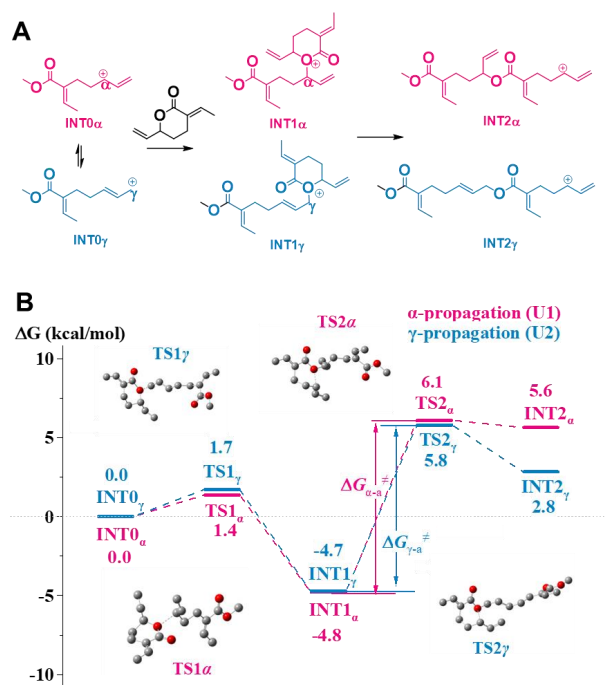 A
O
O
O
⊕
α
INT0α
O
O
O
O
O
⊕
α
INT1α
O
O
O
O
⊕
INT2α
O
O
⊕
γ
INT0γ
O
O
O
O
⊕
γ
INT1γ
O
O
O
O
⊕
INT2γ
B
α-propagation (U1)
γ-propagation (U2)
ΔG (kcal/mol)
10
5
0
-5
-10
TS1γ
TS2α
6.1
TS2α
5.6
INT2α
TS2γ
5.8
INT2γ
2.8
1.7
TS1γ
TS1α
1.4
0.0
INT0γ
INT0α
0.0
ΔGα-a≠
ΔGγ-a≠
-4.7
INT1γ
INT1α
-4.8
TS1α
TS2γ